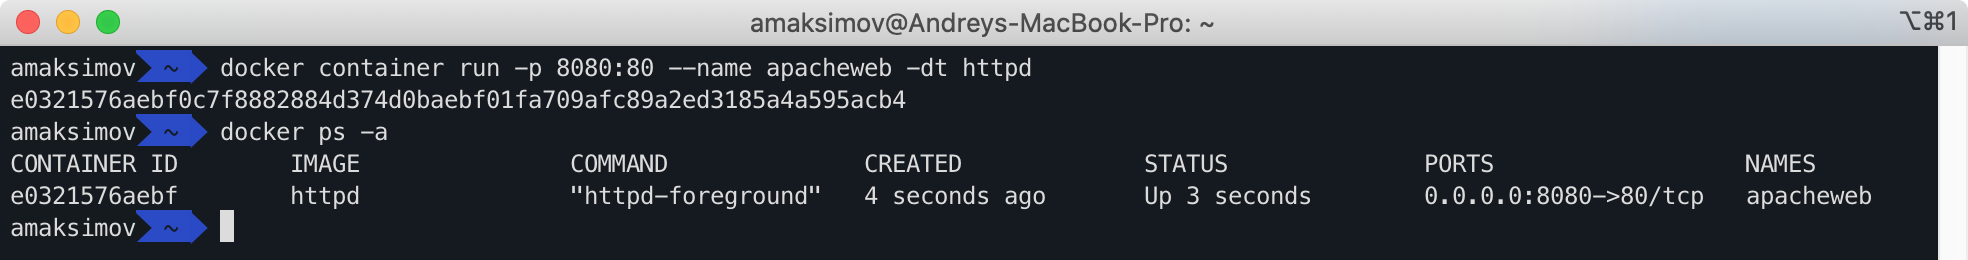 amaksimov@Andreys-MacBook-Pro: ~ ⌥⌘1
amaksimov ~ docker container run -p 8080:80 --name apacheweb -dt httpd
e0321576aebf0c7f8882884d374d0baebf01fa709afc89a2ed3185a4a595acb4
amaksimov ~ docker ps -a
CONTAINER ID IMAGE COMMAND CREATED STATUS PORTS NAMES
e0321576aebf httpd "httpd-foreground" 4 seconds ago Up 3 seconds 0.0.0.0:8080->80/tcp apacheweb
amaksimov ~